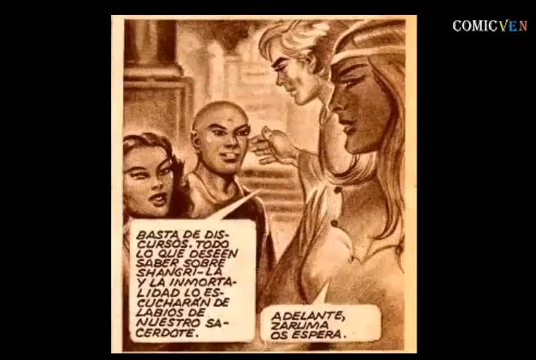 COMICVEN
BASTA DE DIS-
CURSOS. TODO
LO QUE DESEEN
SABER SOBRE
SHANGRI-LA
Y LA INMORTA-
LIDAD LO ES-
CUCHARÁN DE
LABIOS DE
NUESTRO SA-
CERDOTE.
ADELANTE,
ZARUMA
OS ESPERA.